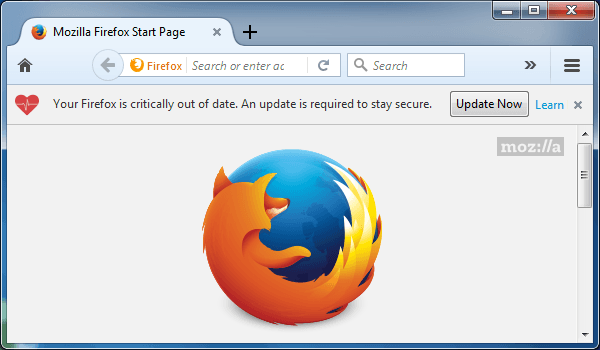 Mozilla Firefox Start Page
Firefox Search or enter ac Search
Your Firefox is critically out of date. An update is required to stay secure. Update Now Learn
moz://a